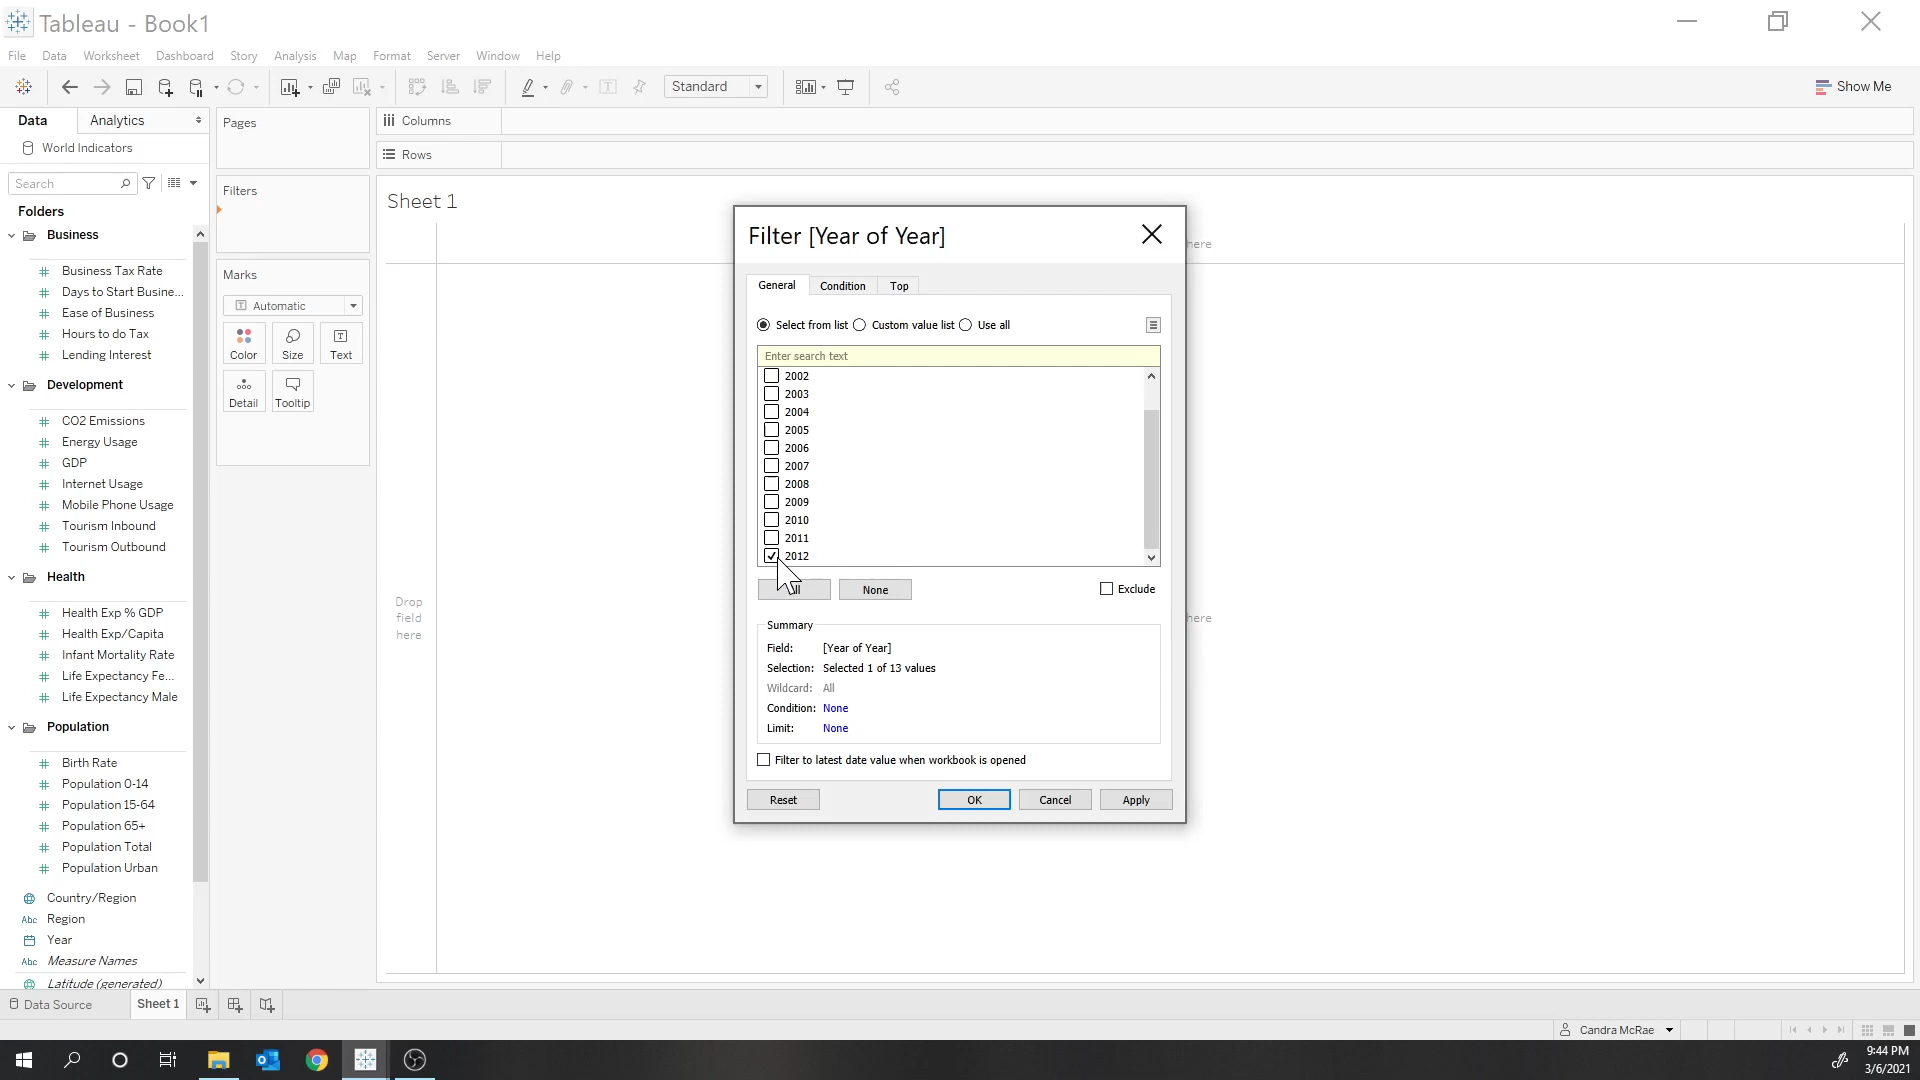 Tableau - Book1
File Data Worksheet Dashboard Story Analysis Map Format Server Window Help
Standard
Show Me
Data
Analytics
World Indicators
Search
Folders
Business
Business Tax Rate
Days to Start Busine...
Ease of Business
Hours to do Tax
Lending Interest
Development
CO2 Emissions
Energy Usage
GDP
Internet Usage
Mobile Phone Usage
Tourism Inbound
Tourism Outbound
Health
Health Exp % GDP
Health Exp/Capita
Infant Mortality Rate
Life Expectancy Fe...
Life Expectancy Male
Population
Birth Rate
Population 0-14
Population 15-64
Population 65+
Population Total
Population Urban
Country/Region
Abc Region
Year
Abc Measure Names
Latitude (generated)
Pages
Filters
Marks
Automatic
Color Size Text
Detail Tooltip
Columns
Rows
Sheet 1
here
Drop
field
here
here
Filter [Year of Year]
General Condition Top
Select from list Custom value list Use all
Enter search text
2002
2003
2004
2005
2006
2007
2008
2009
2010
2011
2012
None
Exclude
Summary
Field: [Year of Year]
Selection: Selected 1 of 13 values
Wildcard: All
Condition: None
Limit: None
Filter to latest date value when workbook is opened
Reset OK Cancel Apply
Data Source Sheet 1
Candra McRae
9:44 PM
3/6/2021